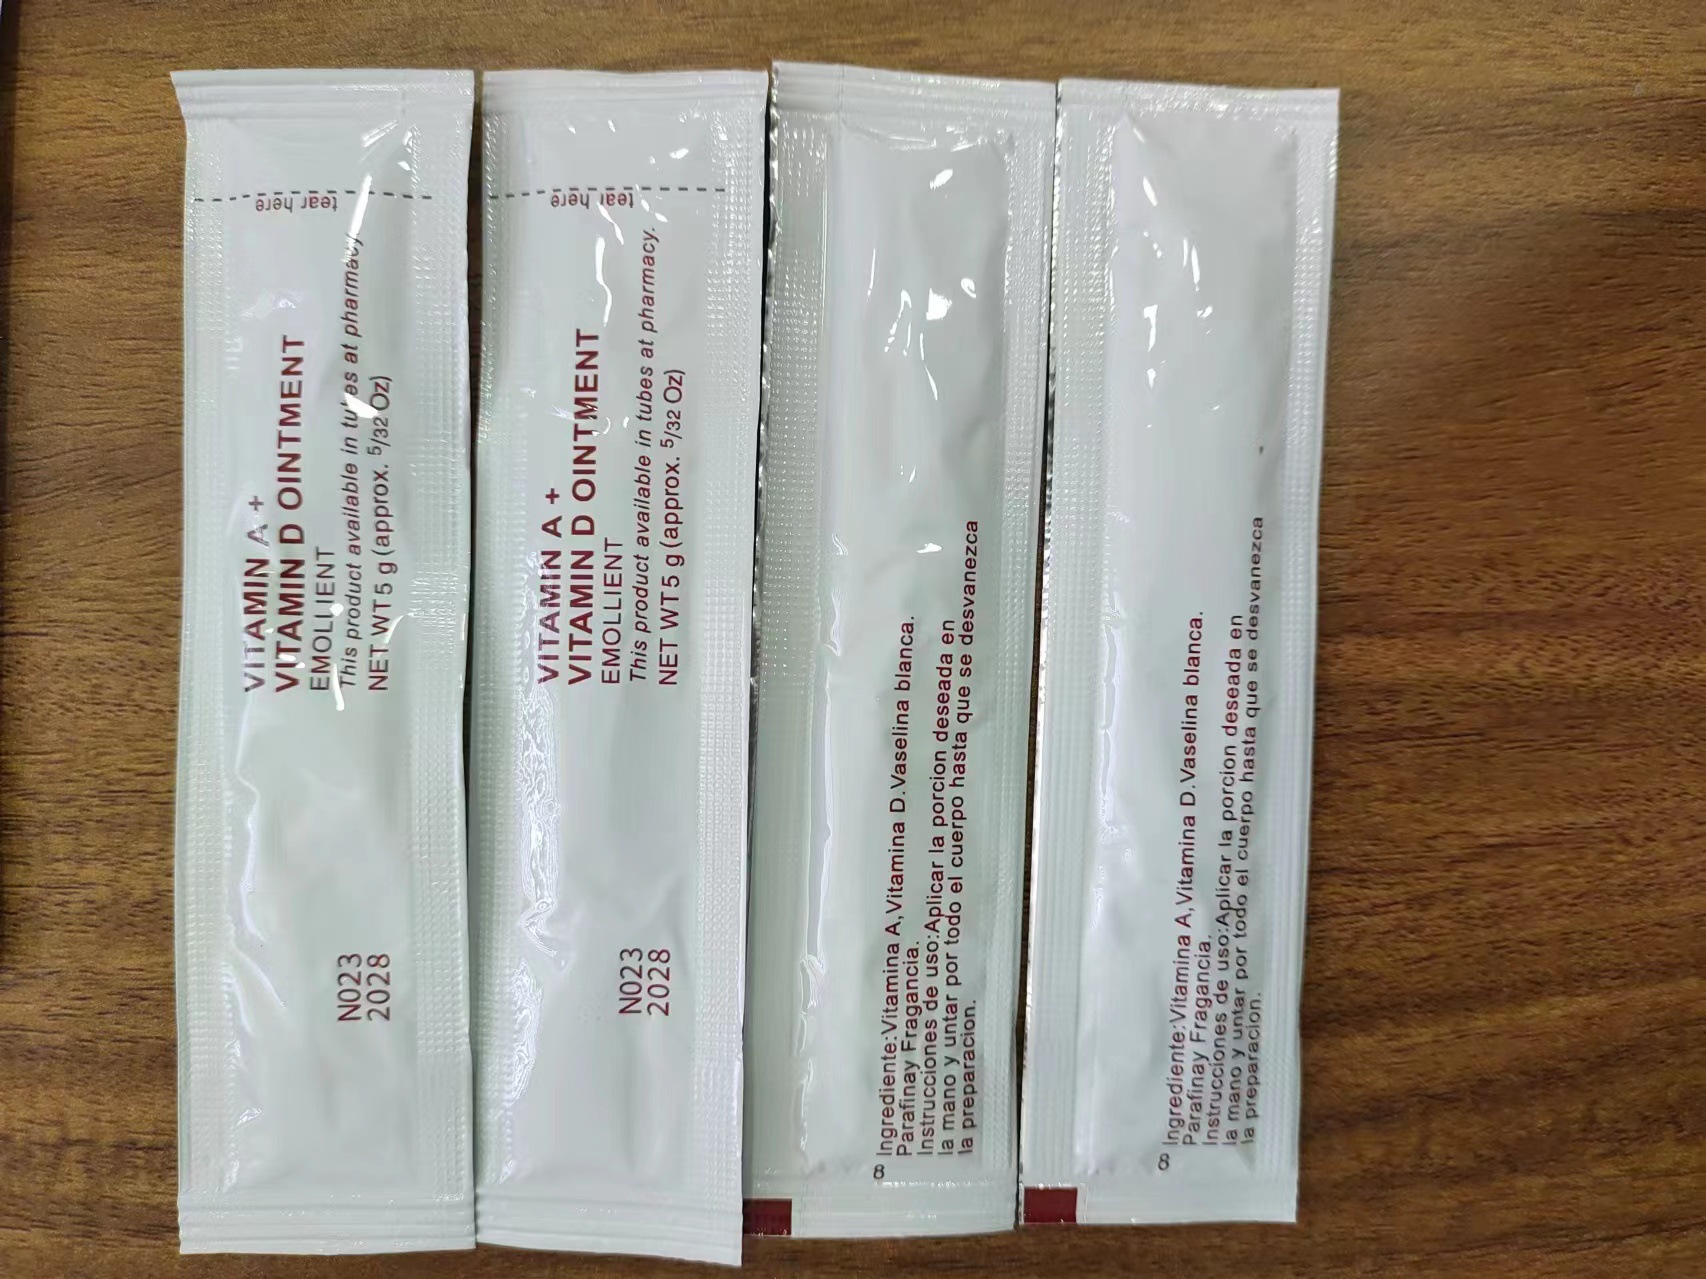 tear here
VITAMIN A +
VITAMIN D OINTMENT
EMOLLIENT
This product available in tubes at pharmacy.
NET WT 5 g (approx. 5/32 Oz)
N023
2028
tear here
VITAMIN A +
VITAMIN D OINTMENT
EMOLLIENT
This product available in tubes at pharmacy.
NET WT 5 g (approx. 5/32 Oz)
N023
2028
8
Ingrediente:Vitamina A,Vitamina D.Vaselina blanca.
Parafinay Fragancia.
Instrucciones de uso:Aplicar la porcion deseada en
la mano y untar por todo el cuerpo hasta que se desvanezca
la preparacion.
8
Ingrediente:Vitamina A,Vitamina D.Vaselina blanca.
Parafinay Fragancia.
Instrucciones de uso:Aplicar la porcion deseada en
la mano y untar por todo el cuerpo hasta que se desvanezca
la preparacion.